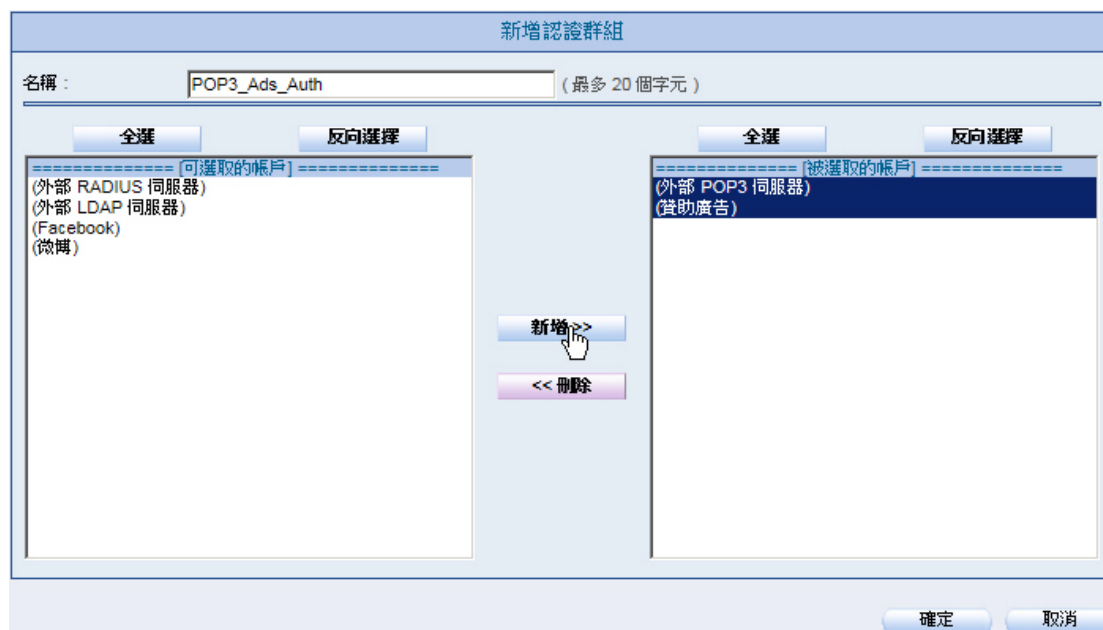 新增認證群組
名稱：　POP3_Ads_Auth　（最多 20 個字元）
全選　反向選擇　全選　反向選擇
============== [可選取的帳戶] ==============
(外部 RADIUS 伺服器)
(外部 LDAP 伺服器)
(Facebook)
(微博)
============== [被選取的帳戶] ==============
(外部 POP3 伺服器)
(贊助廣告)
新增 >>
<< 刪除
確定　取消